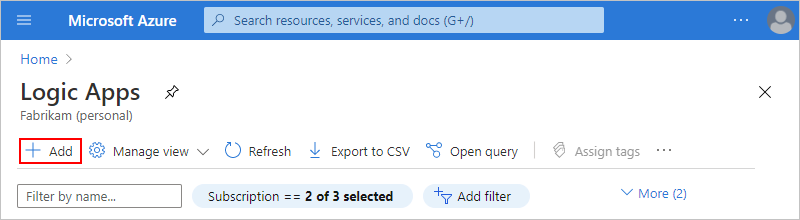 Microsoft Azure Search resources, services, and docs (G+/) ...
Home >
Logic Apps
Fabrikam (personal)
+ Add Manage view Refresh Export to CSV Open query Assign tags ...
Filter by name... Subscription == 2 of 3 selected Add filter More (2)